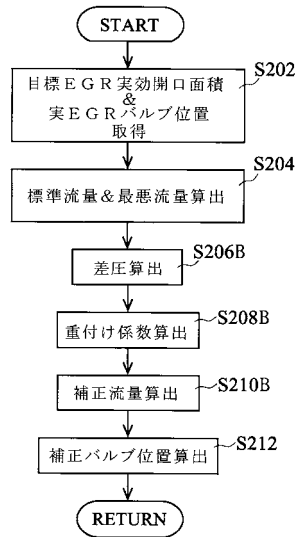 START
S202
目標EGR実効開口面積
&
実EGRバルブ位置
取得
S204
標準流量&最悪流量算出
S206B
差圧算出
S208B
重付け係数算出
S210B
補正流量算出
S212
補正バルブ位置算出
RETURN